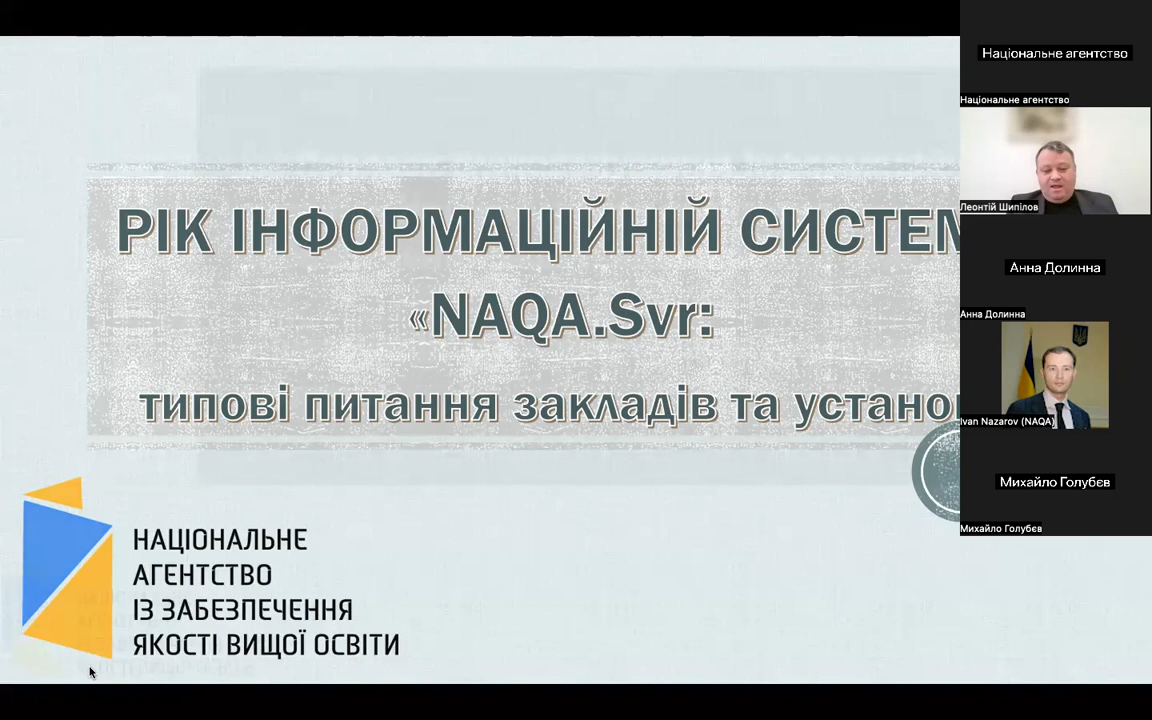 РІК ІНФОРМАЦІЙНІЙ СИСТЕМ
«NAQA.Svr:
типові питання закладів та установ
НАЦІОНАЛЬНЕ
АГЕНТСТВО
ІЗ ЗАБЕЗПЕЧЕННЯ
ЯКОСТІ ВИЩОЇ ОСВІТИ
Національне агентство
Національне агентство
Леонтій Шипілов
Анна Долинна
Анна Долинна
Ivan Nazarov (NAQA)
Михайло Голубєв
Михайло Голубєв